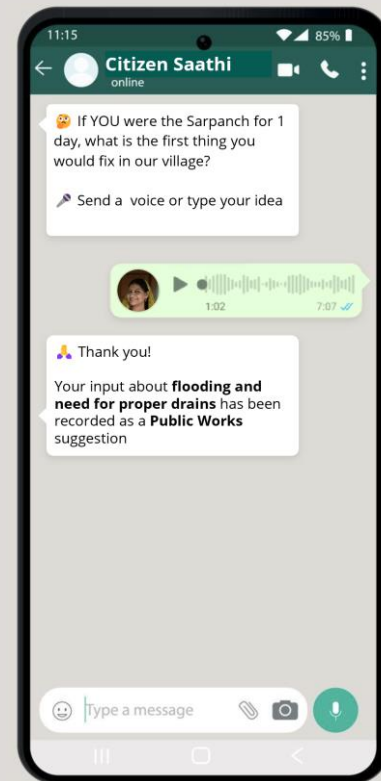 11:15
85%
Citizen Saathi
online
🤔 If YOU were the Sarpanch for 1
day, what is the first thing you
would fix in our village?
🎤 Send a voice or type your idea
1:02
7:07
🙏 Thank you!
Your input about flooding and
need for proper drains has been
recorded as a Public Works
suggestion
Type a message